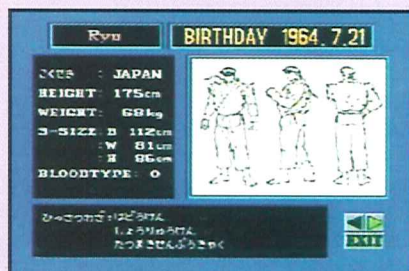 Ryu
BIRTHDAY 1964.7.21
こくせき : JAPAN
HEIGHT: 175cm
WEIGHT: 68kg
3-SIZE: B 112cm
:W 81cm
:H 86cm
BLOODTYPE: O
ひっさつわざ:はどうけん
しょうりゅうけん
たつまきせんぷうきゃく